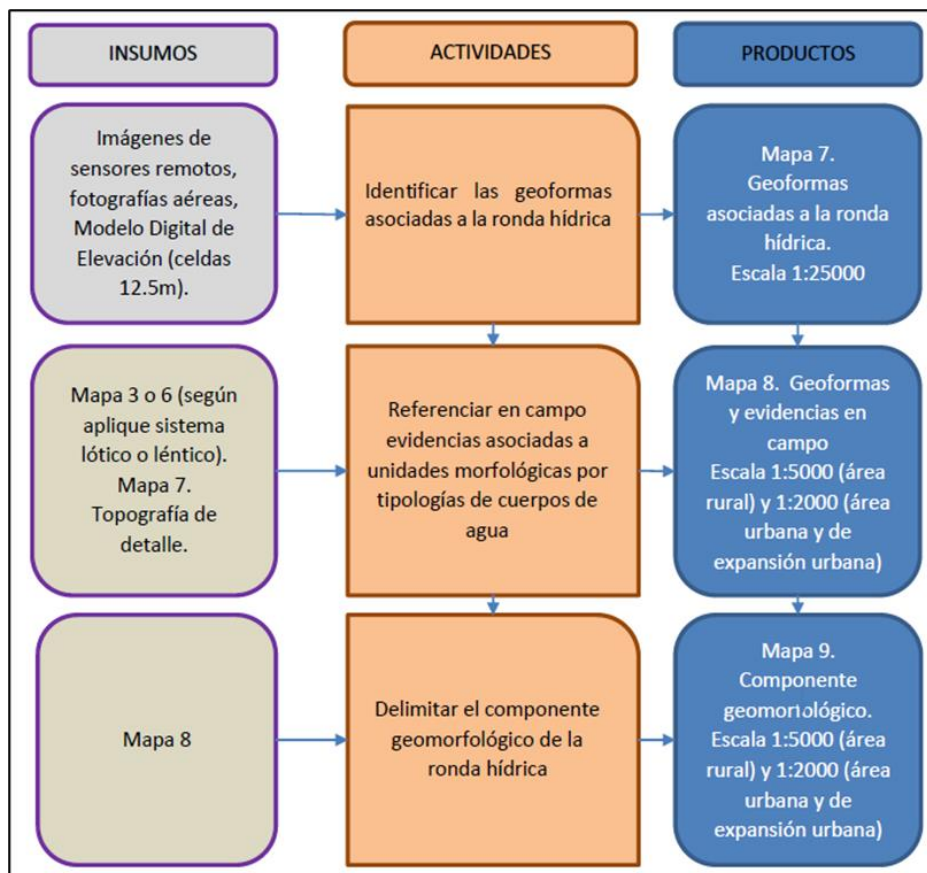 INSUMOS
ACTIVIDADES
PRODUCTOS
Imágenes de
sensores remotos,
fotografías aéreas,
Modelo Digital de
Elevación (celdas
12.5m).
Identificar las geoformas
asociadas a la ronda hídrica
Mapa 7.
Geoformas
asociadas a la ronda
hídrica.
Escala 1:25000
Mapa 3 o 6 (según
aplique sistema
lótico o léntico).
Mapa 7.
Topografía de
detalle.
Referenciar en campo
evidencias asociadas a
unidades morfológicas por
tipologías de cuerpos de
agua
Mapa 8. Geoformas
y evidencias en
campo
Escala 1:5000 (área
rural) y 1:2000 (área
urbana y de
expansión urbana)
Mapa 8
Delimitar el componente
geomorfológico de la
ronda hídrica
Mapa 9.
Componente
geomorfológico.
Escala 1:5000 (área
rural) y 1:2000 (área
urbana y de
expansión urbana)